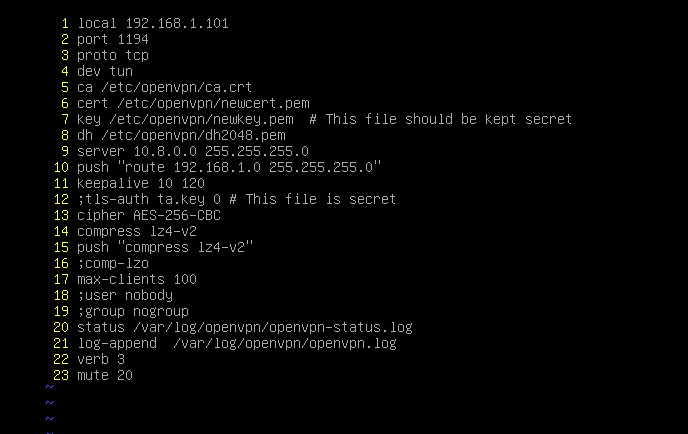 1 local 192.168.1.101
2 port 1194
3 proto tcp
4 dev tun
5 ca /etc/openvpn/ca.crt
6 cert /etc/openvpn/newcert.pem
7 key /etc/openvpn/newkey.pem  # This file should be kept secret
8 dh /etc/openvpn/dh2048.pem
9 server 10.8.0.0 255.255.255.0
10 push "route 192.168.1.0 255.255.255.0"
11 keepalive 10 120
12 ;tls-auth ta.key 0 # This file is secret
13 cipher AES-256-CBC
14 compress lz4-v2
15 push "compress lz4-v2"
16 ;comp-lzo
17 max-clients 100
18 ;user nobody
19 ;group nogroup
20 status /var/log/openvpn/openvpn-status.log
21 log-append  /var/log/openvpn/openvpn.log
22 verb 3
23 mute 20
~
~
~
~